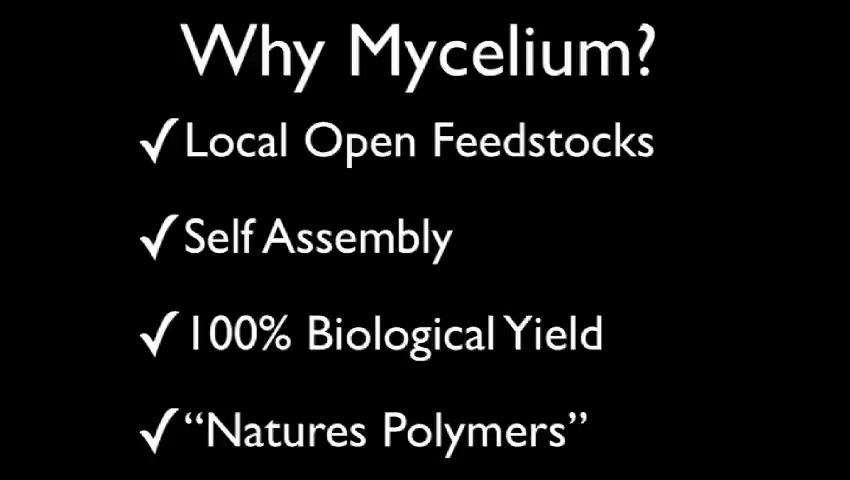 Why Mycelium?
✓Local Open Feedstocks
✓Self Assembly
✓100% Biological Yield
✓“Natures Polymers”